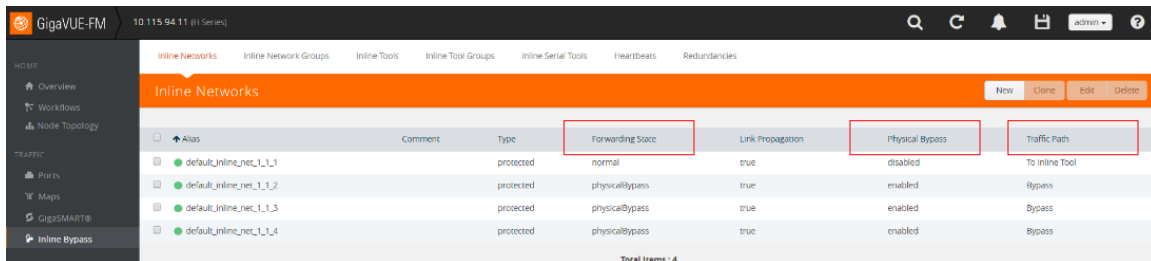 GigaVUE-FM 10.115.94.11 (H Series) admin
Inline Networks Inline Network Groups Inline Tools Inline Tool Groups Inline Serial Tools Heartbeats Redundancies
HOME
Overview
Workflows
Node Topology
TRAFFIC
Ports
Maps
GigaSMART®
Inline Bypass
Inline Networks New Clone Edit Delete
Alias Comment Type Forwarding State Link Propagation Physical Bypass Traffic Path
default_inline_net_1_1_1 protected normal true disabled To Inline Tool
default_inline_net_1_1_2 protected physicalBypass true enabled Bypass
default_inline_net_1_1_3 protected physicalBypass true enabled Bypass
default_inline_net_1_1_4 protected physicalBypass true enabled Bypass
Total Items : 4